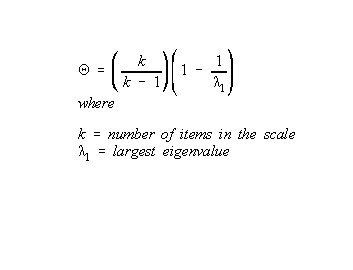 Θ = ( k / k − 1 ) ( 1 − 1 / λ₁ )
where
k = number of items in the scale
λ₁ = largest eigenvalue